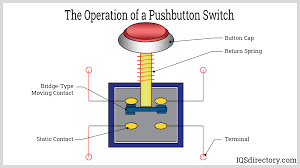 The Operation of a Pushbutton Switch
Button Cap
Return Spring
Bridge-Type
Moving Contact
Static Contact
Terminal
IQSdirectory.com